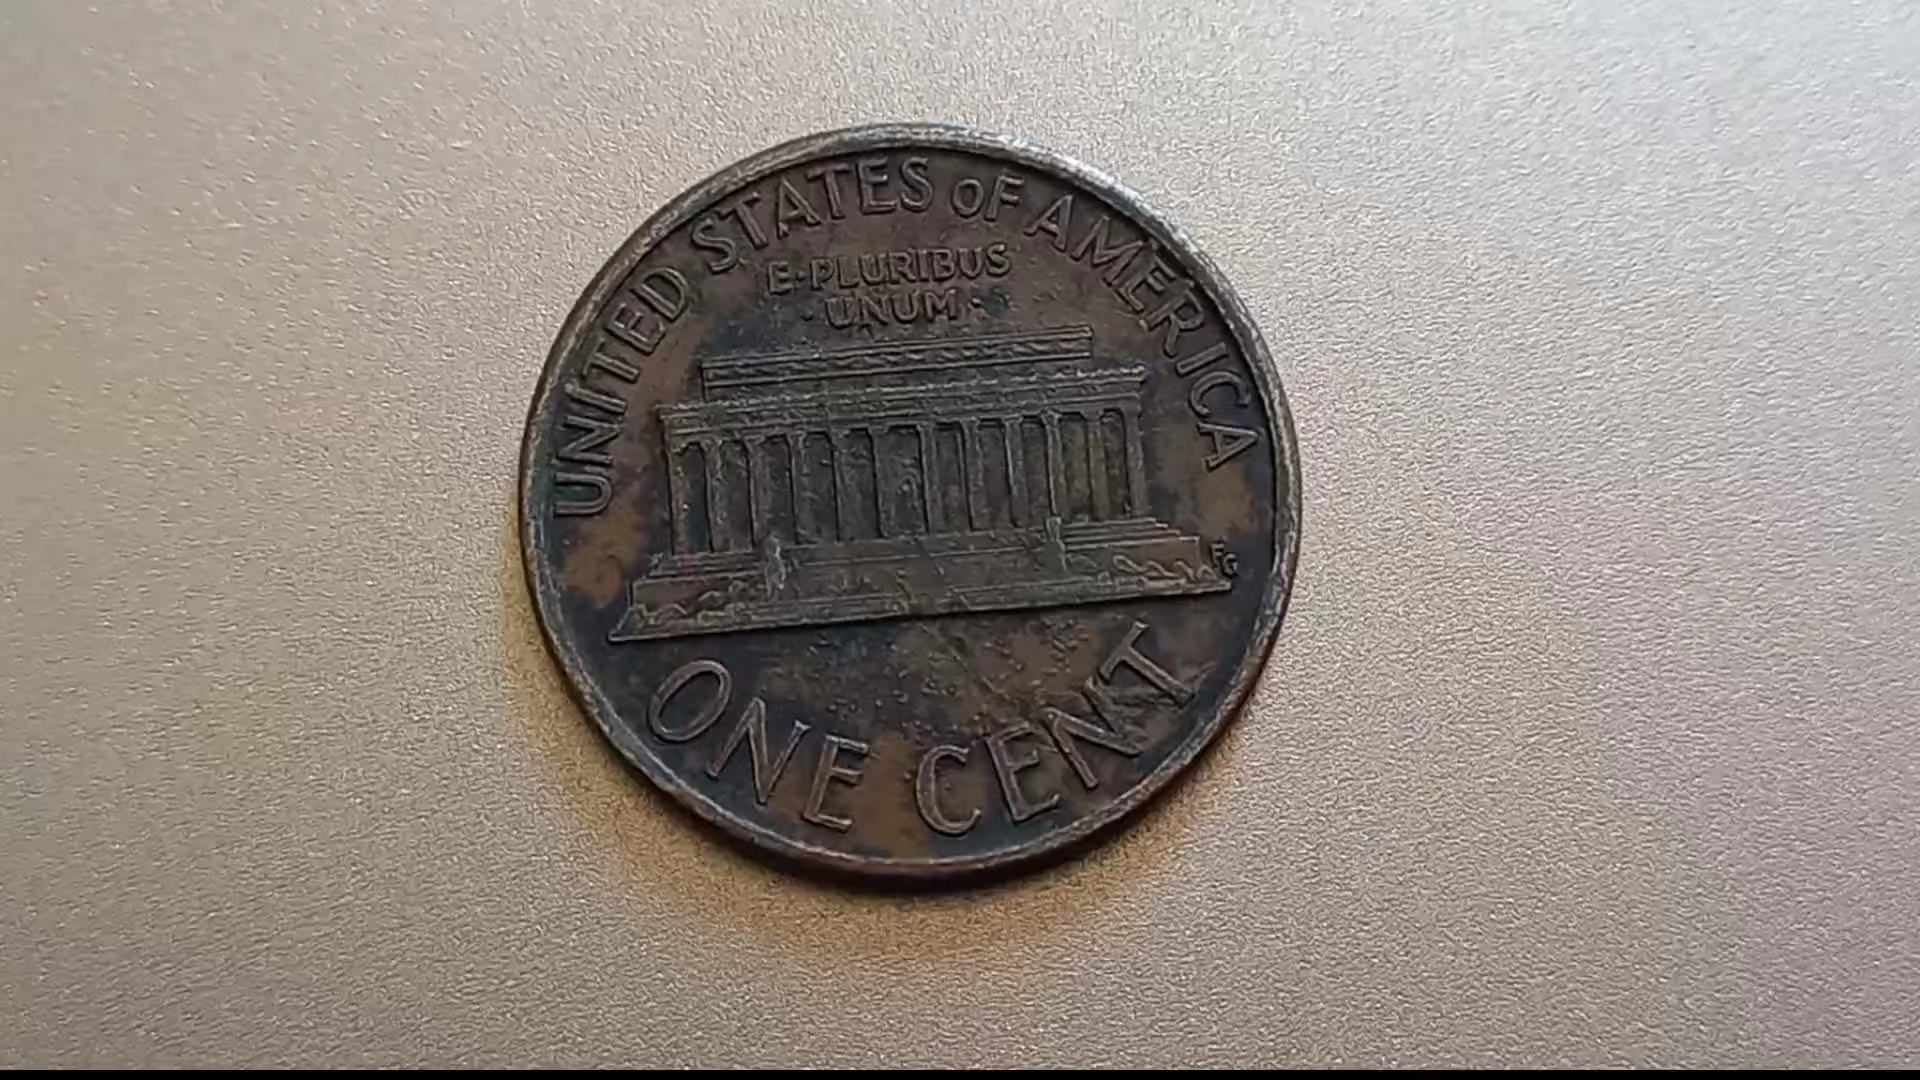 UNITED STATES OF AMERICA
E·PLURIBUS
·UNUM·
FG
ONE CENT